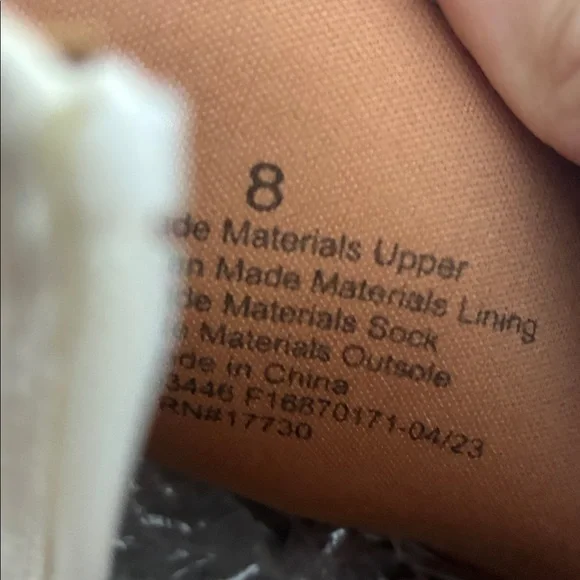 8
de Materials Upper
n Made Materials Lining
de Materials Sock
Materials Outsole
de in China
3446 F16870171-04/23
RN#17730